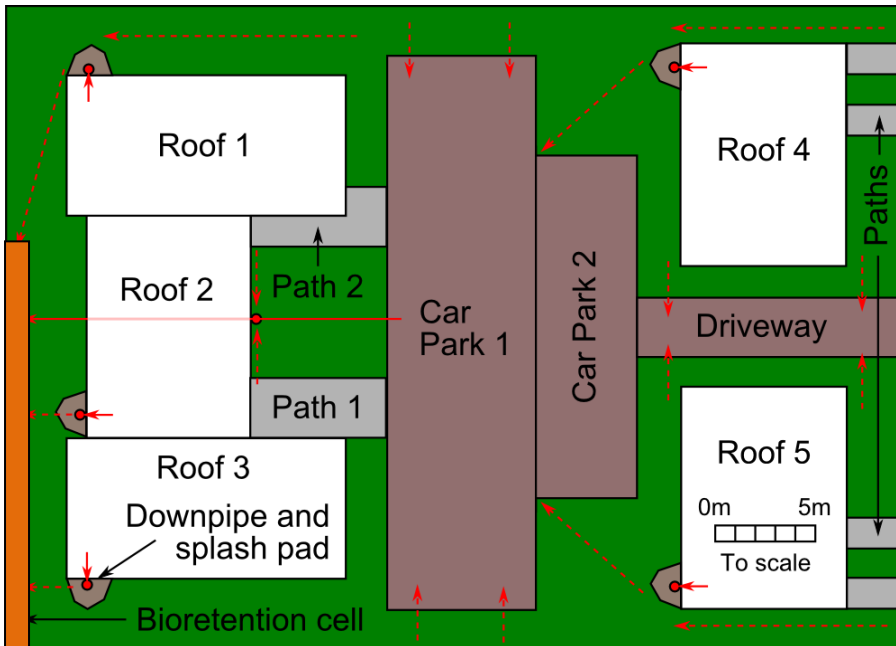 Roof 1
Roof 4
Paths
Roof 2
Path 2
Car
Park 1
Car Park 2
Driveway
Path 1
Roof 3
Roof 5
0m 5m
To scale
Downpipe and
splash pad
Bioretention cell